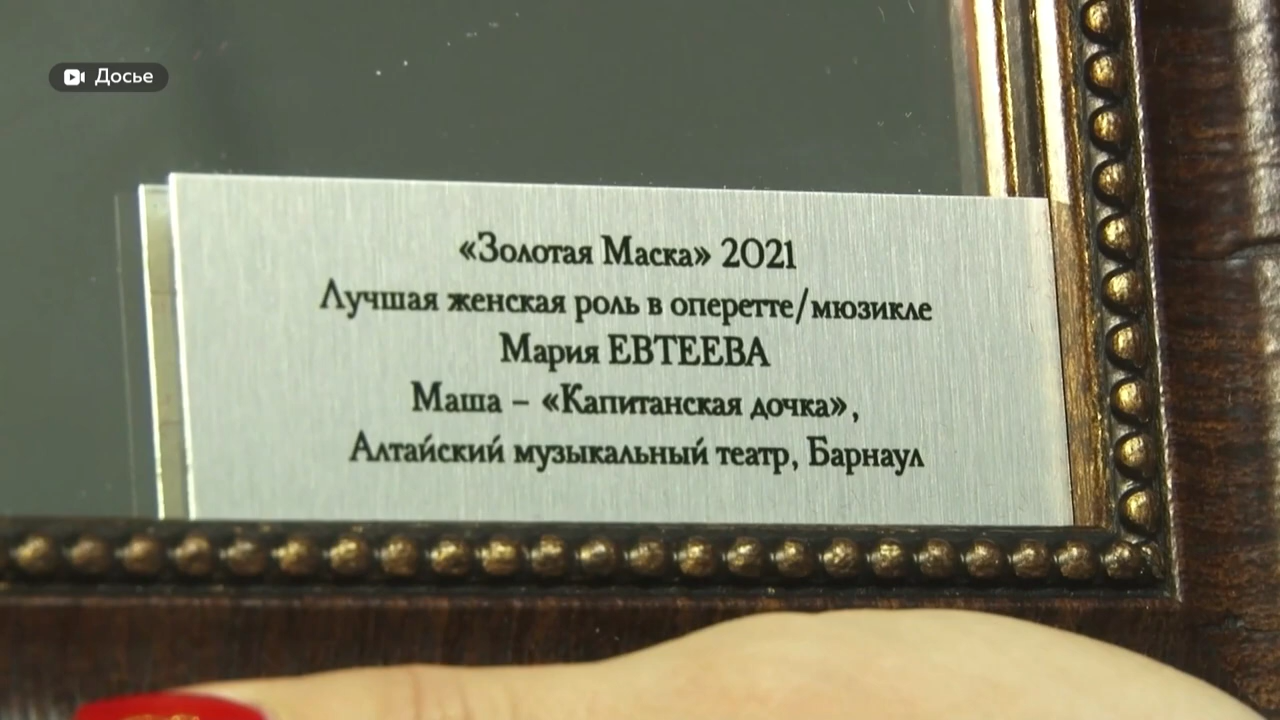 Досье
«Золотая Маска» 2021
Лучшая женская роль в оперетте/мюзикле
Мария ЕВТЕЕВА
Маша – «Капитанская дочка»,
Алтайский музыкальный театр, Барнаул